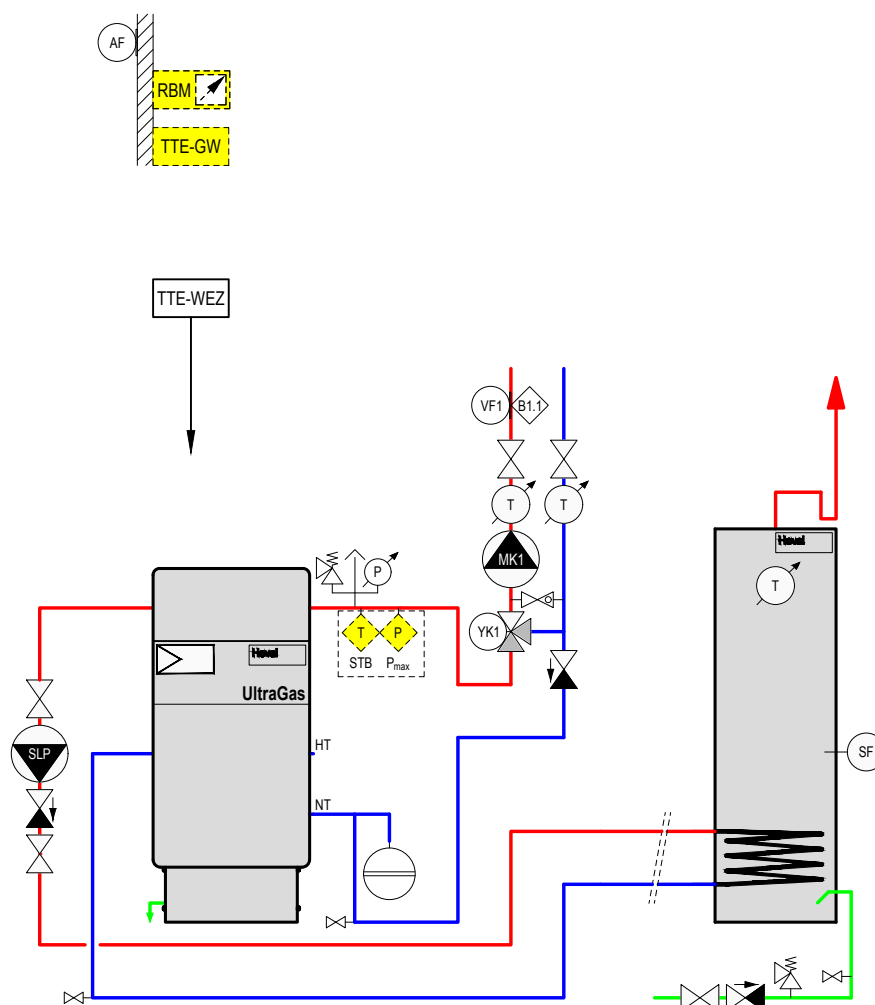 AF
RBM
TTE-GW
TTE-WEZ
VF1 B1.1
T T
MK1
P
T
YK1
T P
STB Pmax
Hoval
Hoval
UltraGas
SLP
HT
SF
NT